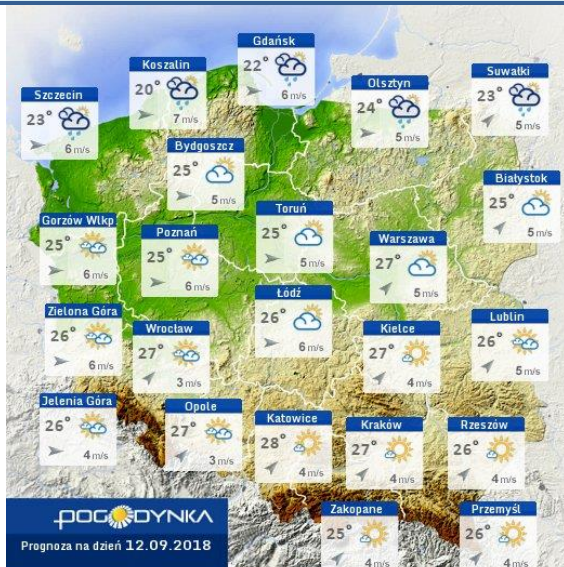 Gdańsk
22°
6 m/s
Koszalin
20°
7 m/s
Suwałki
23°
5 m/s
Olsztyn
24°
5 m/s
Szczecin
23°
6 m/s
Bydgoszcz
25°
5 m/s
Białystok
25°
5 m/s
Toruń
25°
5 m/s
Gorzów Wlkp
25°
6 m/s
Poznań
25°
6 m/s
Warszawa
27°
5 m/s
Łódź
26°
6 m/s
Zielona Góra
26°
6 m/s
Wrocław
27°
3 m/s
Kielce
27°
4 m/s
Lublin
26°
5 m/s
Jelenia Góra
26°
4 m/s
Opole
27°
3 m/s
Katowice
28°
4 m/s
Kraków
27°
4 m/s
Rzeszów
26°
4 m/s
Zakopane
25°
4 m/s
Przemyśl
26°
4 m/s
POGODYNKA
Prognoza na dzień 12.09.2018